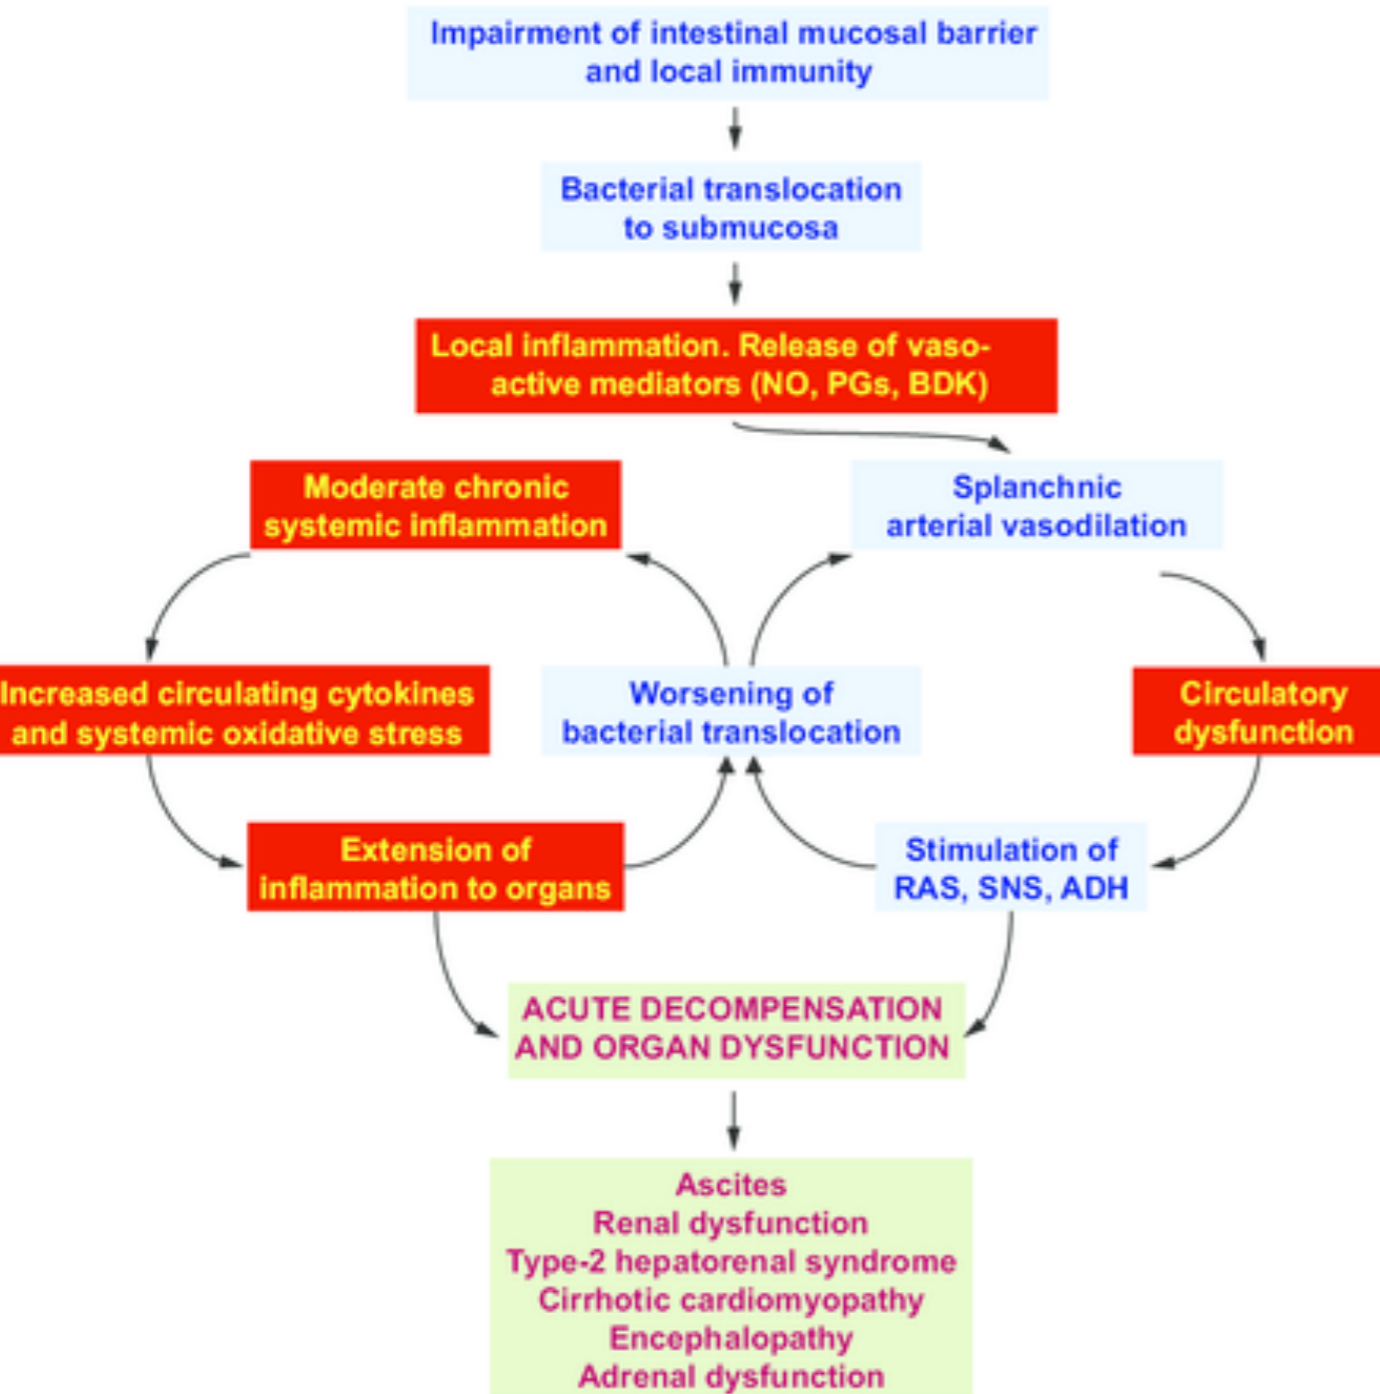 Impairment of intestinal mucosal barrier
and local immunity
Bacterial translocation
to submucosa
Local inflammation. Release of vaso-
active mediators (NO, PGs, BDK)
Moderate chronic
systemic inflammation
Splanchnic
arterial vasodilation
Increased circulating cytokines
and systemic oxidative stress
Worsening of
bacterial translocation
Circulatory
dysfunction
Extension of
inflammation to organs
Stimulation of
RAS, SNS, ADH
ACUTE DECOMPENSATION
AND ORGAN DYSFUNCTION
Ascites
Renal dysfunction
Type-2 hepatorenal syndrome
Cirrhotic cardiomyopathy
Encephalopathy
Adrenal dysfunction